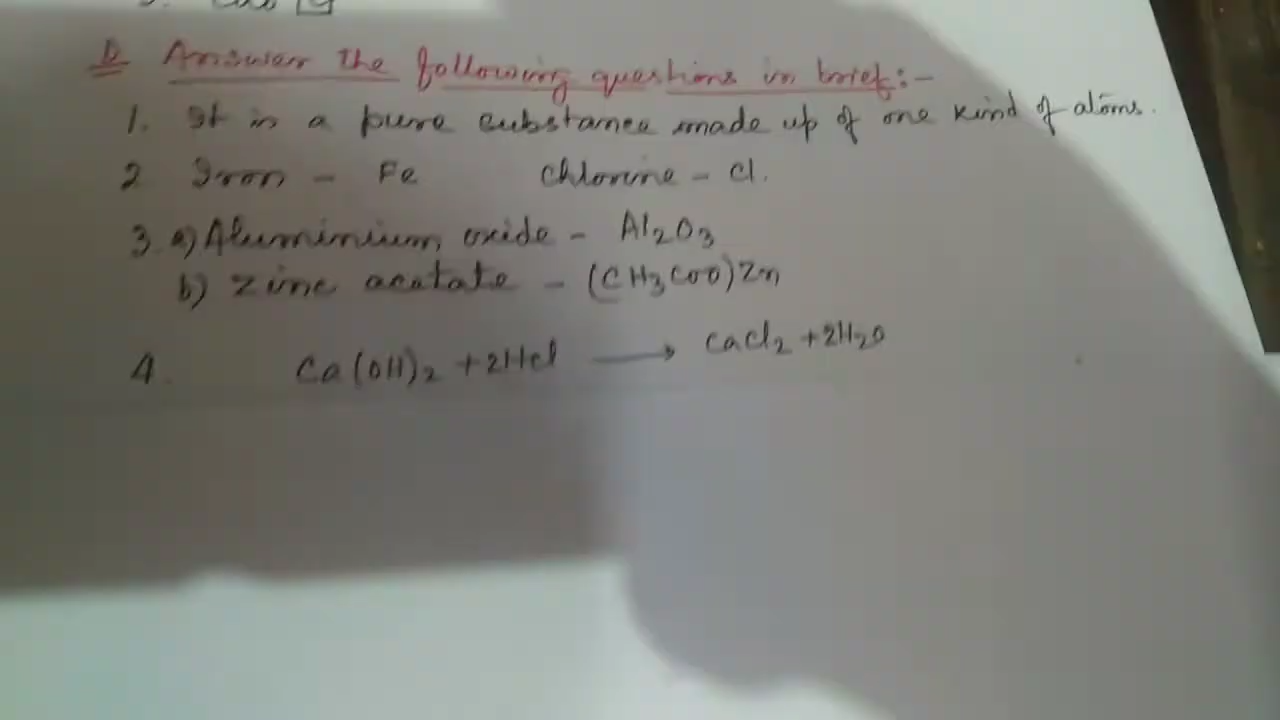 D Answer the following questions in brief:-
1. It is a pure substance made up of one kind of atoms.
2 Iron - Fe Chlorine - Cl.
3. a) Aluminium oxide - Al2O3
b) Zinc acetate - (CH3COO)Zn
4. Ca(OH)2 + 2HCl ⟶ CaCl2 + 2H2O